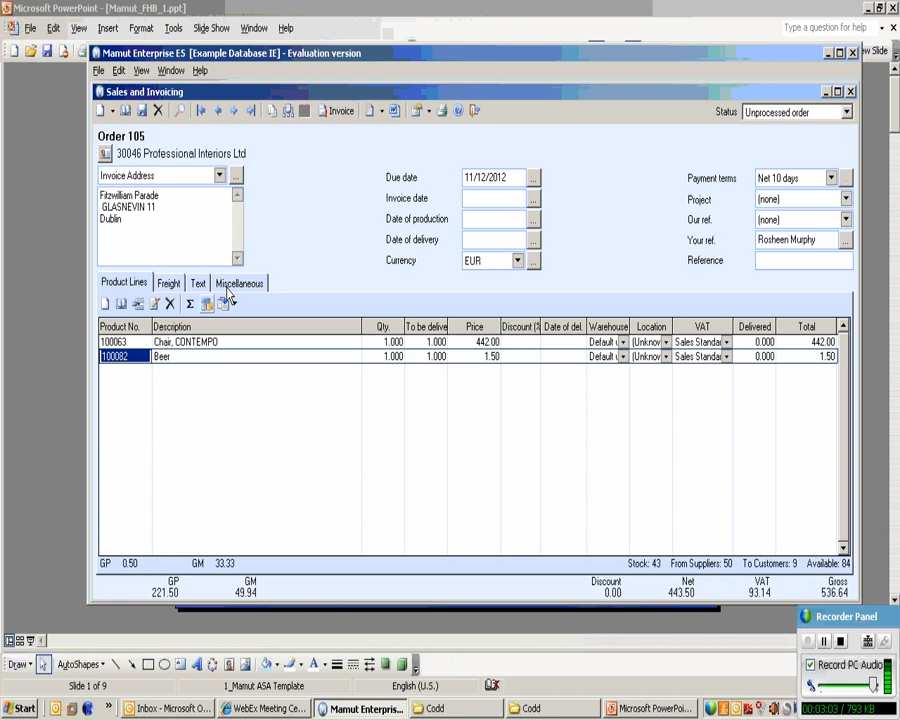 Microsoft PowerPoint - [Mamut_FHB_1.ppt]
File Edit View Insert Format Tools Slide Show Window Help
Type a question for help
Mamut Enterprise E5 [Example Database IE] - Evaluation version
File Edit View Window Help
Sales and Invoicing
Invoice
Status Unprocessed order
Order 105
30046 Professional Interiors Ltd
Invoice Address ...
Fitzwilliam Parade
GLASNEVIN 11
Dublin
Due date 11/12/2012 ...
Invoice date ...
Date of production ...
Date of delivery ...
Currency EUR ...
Payment terms Net 10 days ...
Project (none)
Our ref. (none)
Your ref. Rosheen Murphy ...
Reference
Product Lines Freight Text Miscellaneous
Product No. Description Qty. To be delive Price Discount (% Date of del. Warehouse Location VAT Delivered Total
100063 Chair, CONTEMPO 1.000 1.000 442.00 Default (Unknov Sales Standa 0.000 442.00
100082 Beer 1.000 1.000 1.50 Default (Unknov Sales Standa 0.000 1.50
GP 0.50 GM 33.33 Stock: 43 From Suppliers: 50 To Customers: 9 Available: 84
GP GM Discount Net VAT Gross
221.50 49.94 0.00 443.50 93.14 536.64
Recorder Panel
Record PC Audio
00:03:03 / 793 KB
Draw AutoShapes
Slide 1 of 9 1_Mamut ASA Template English (U.S.)
Start Inbox - Microsoft O... WebEx Meeting Ce... Mamut Enterpris... Codd Codd Microsoft PowerPoi...